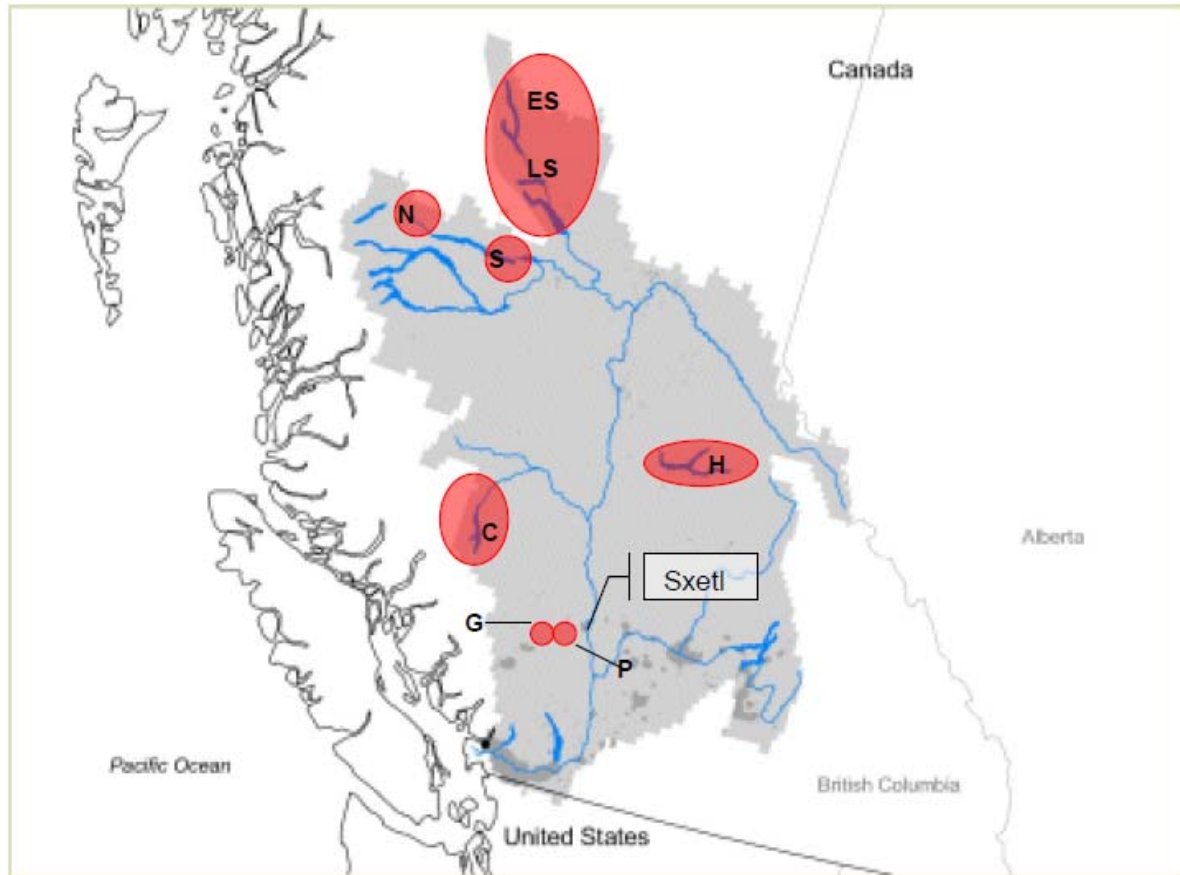 Canada
ES
LS
N
S
H
C
Sxetl
Alberta
G
P
Pacific Ocean
British Columbia
United States